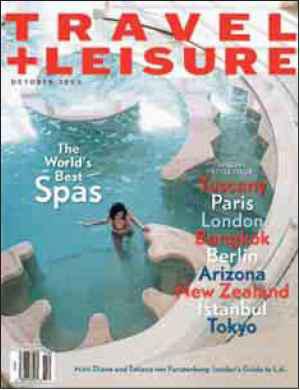 TRAVEL
+LEISURE
OCTOBER
The
World's
Best
Spas
Tuscany
Paris
London
Bangkok
Berlin
Arizona
New Zealand
Istanbul
Tokyo
Diane and Tatiana von Furstenberg: Insider's Guide to L.A.